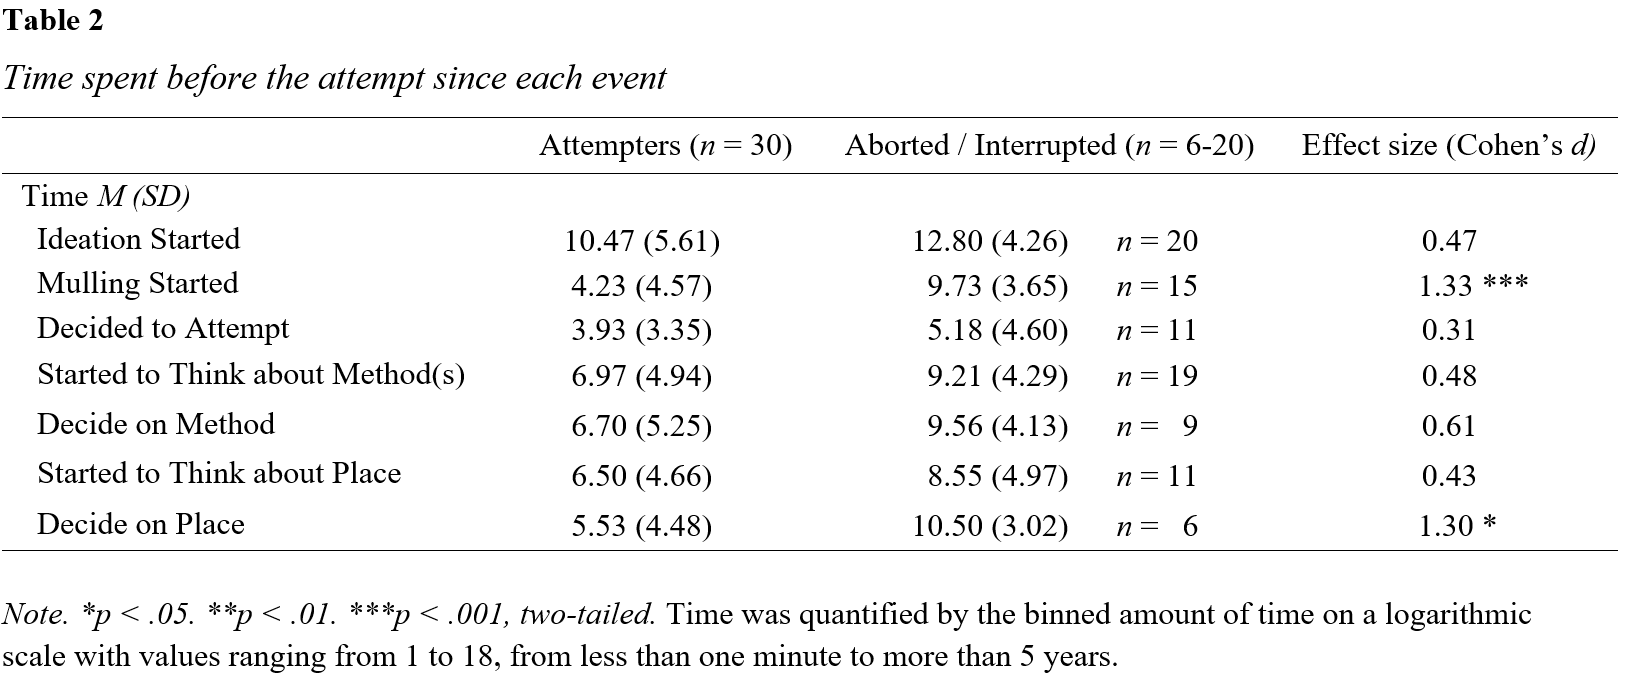 Table 2
Time spent before the attempt since each event
Attempters (n = 30) Aborted / Interrupted (n = 6-20) Effect size (Cohen’s d)
Time M (SD)
Ideation Started 10.47 (5.61) 12.80 (4.26) n = 20 0.47
Mulling Started 4.23 (4.57) 9.73 (3.65) n = 15 1.33 ***
Decided to Attempt 3.93 (3.35) 5.18 (4.60) n = 11 0.31
Started to Think about Method(s) 6.97 (4.94) 9.21 (4.29) n = 19 0.48
Decide on Method 6.70 (5.25) 9.56 (4.13) n = 9 0.61
Started to Think about Place 6.50 (4.66) 8.55 (4.97) n = 11 0.43
Decide on Place 5.53 (4.48) 10.50 (3.02) n = 6 1.30 *
Note. *p < .05. **p < .01. ***p < .001, two-tailed. Time was quantified by the binned amount of time on a logarithmic
scale with values ranging from 1 to 18, from less than one minute to more than 5 years.